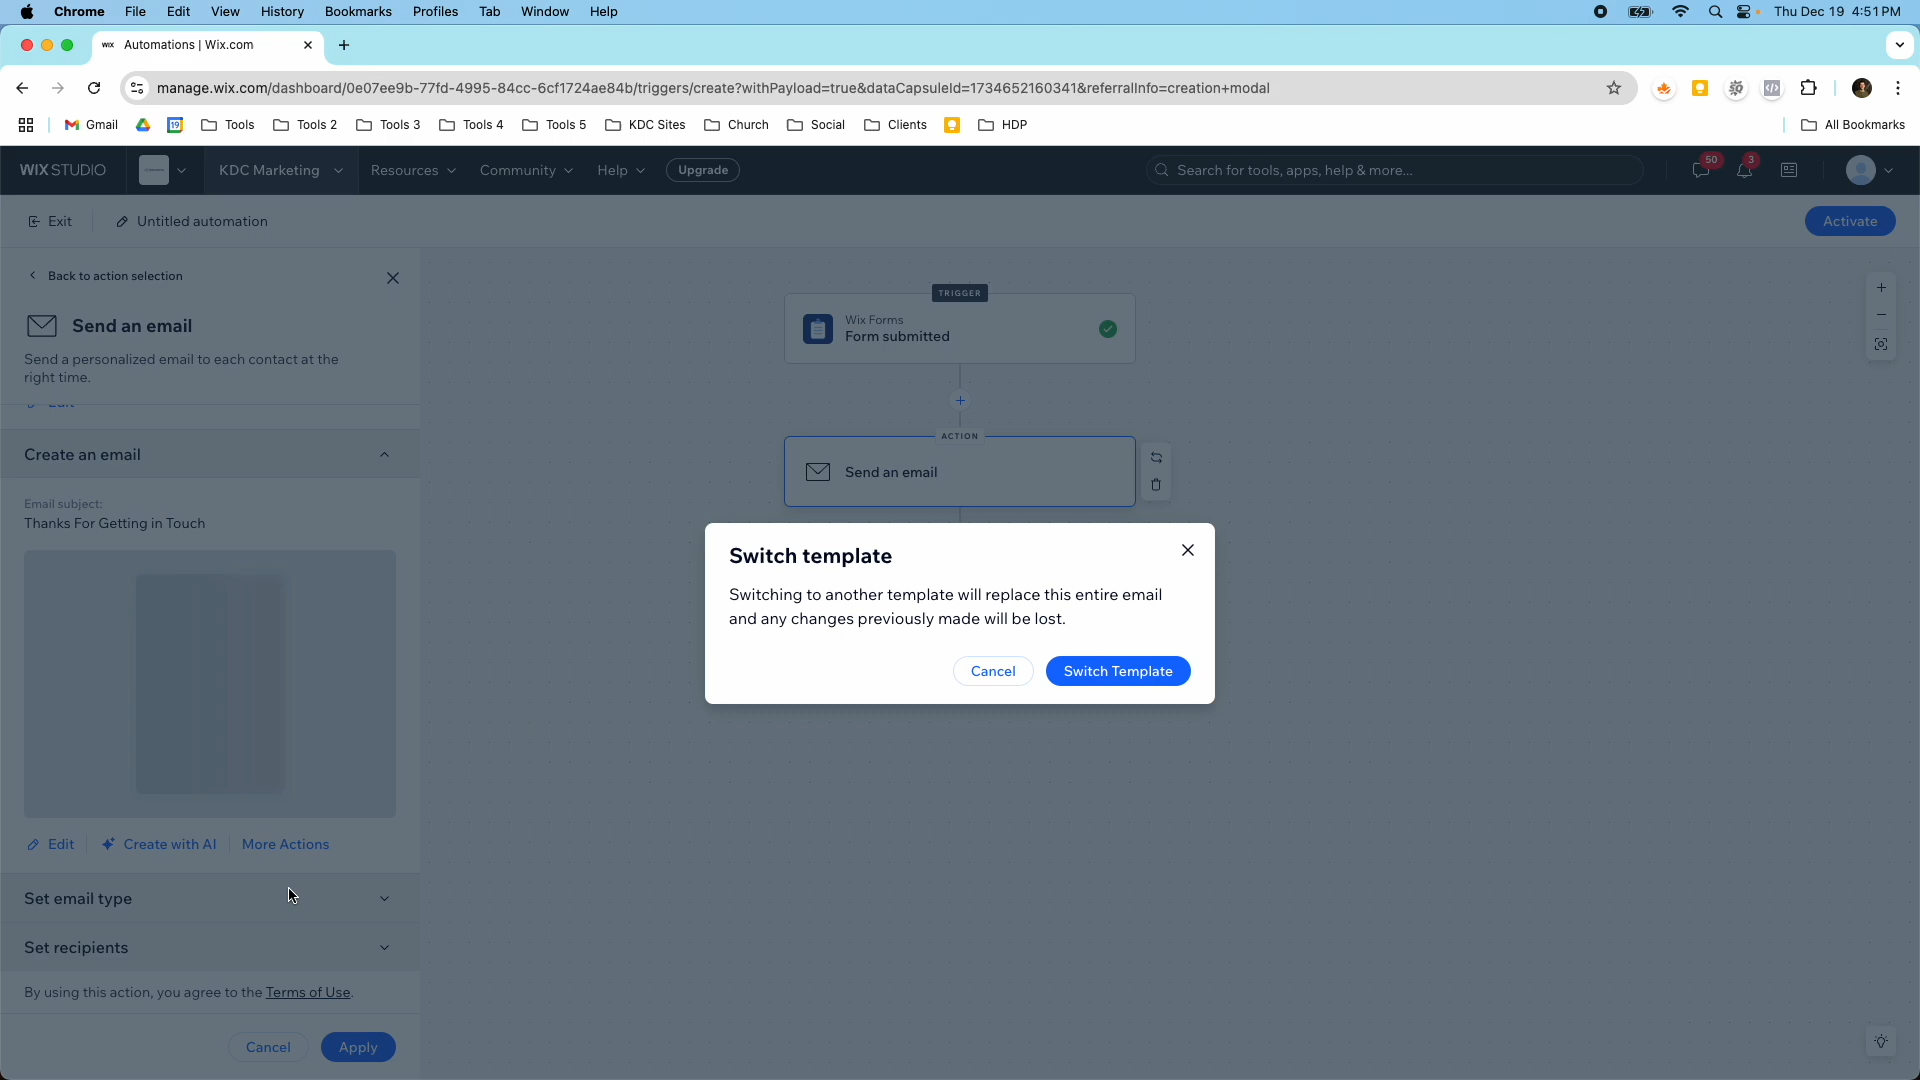 Chrome File Edit View History Bookmarks Profiles Tab Window Help Thu Dec 19 4:51 PM
WIX Automations | Wix.com
manage.wix.com/dashboard/0e07ee9b-77fd-4995-84cc-6cf1724ae84b/triggers/create?withPayload=true&dataCapsuleId=1734652160341&referralInfo=creation+modal
Gmail 19 Tools Tools 2 Tools 3 Tools 4 Tools 5 KDC Sites Church Social Clients HDP All Bookmarks
WIX STUDIO KDC Marketing Resources Community Help Upgrade Search for tools, apps, help & more... 50 3
Exit Untitled automation Activate
Back to action selection
Send an email
Send a personalized email to each contact at the
right time.
Create an email
Email subject:
Thanks For Getting in Touch
Edit Create with AI More Actions
Set email type
Set recipients
By using this action, you agree to the Terms of Use.
Cancel Apply
TRIGGER
Wix Forms
Form submitted
ACTION
Send an email
Switch template
Switching to another template will replace this entire email
and any changes previously made will be lost.
Cancel Switch Template